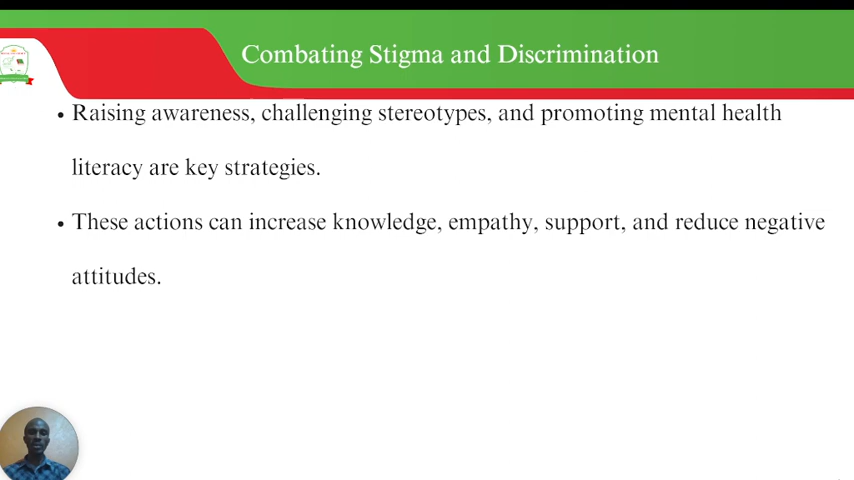 Combating Stigma and Discrimination
• Raising awareness, challenging stereotypes, and promoting mental health
literacy are key strategies.
• These actions can increase knowledge, empathy, support, and reduce negative
attitudes.